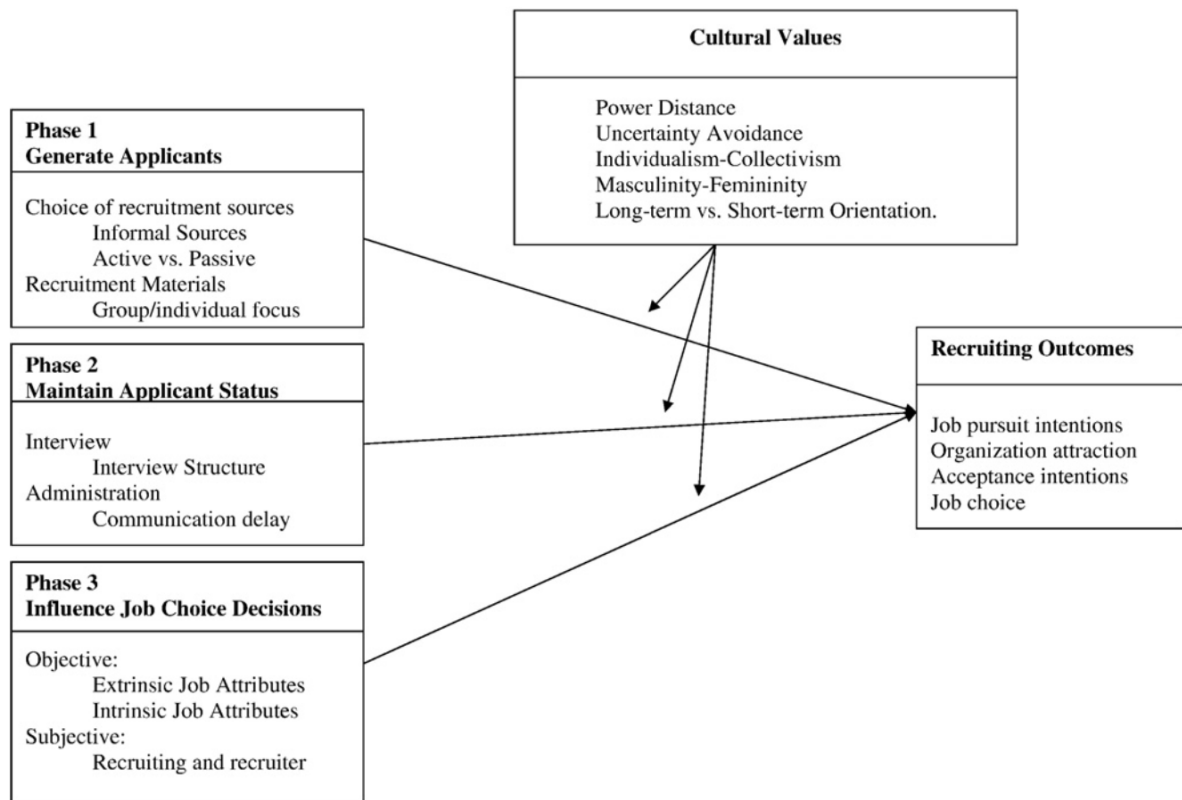 Cultural Values
Power Distance
Uncertainty Avoidance
Individualism-Collectivism
Masculinity-Femininity
Long-term vs. Short-term Orientation.
Phase 1
Generate Applicants
Choice of recruitment sources
Informal Sources
Active vs. Passive
Recruitment Materials
Group/individual focus
Phase 2
Maintain Applicant Status
Interview
Interview Structure
Administration
Communication delay
Phase 3
Influence Job Choice Decisions
Objective:
Extrinsic Job Attributes
Intrinsic Job Attributes
Subjective:
Recruiting and recruiter
Recruiting Outcomes
Job pursuit intentions
Organization attraction
Acceptance intentions
Job choice